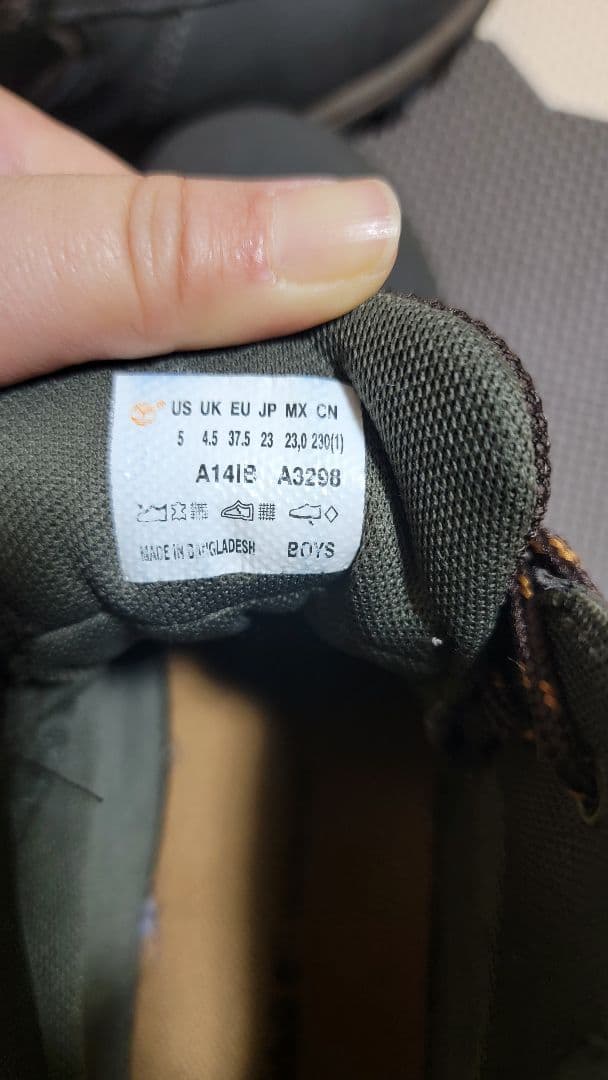 US UK EU JP MX CN
5 4.5 37.5 23 23,0 230(1)
A14IB A3298
MADE IN BANGLADESH BOYS